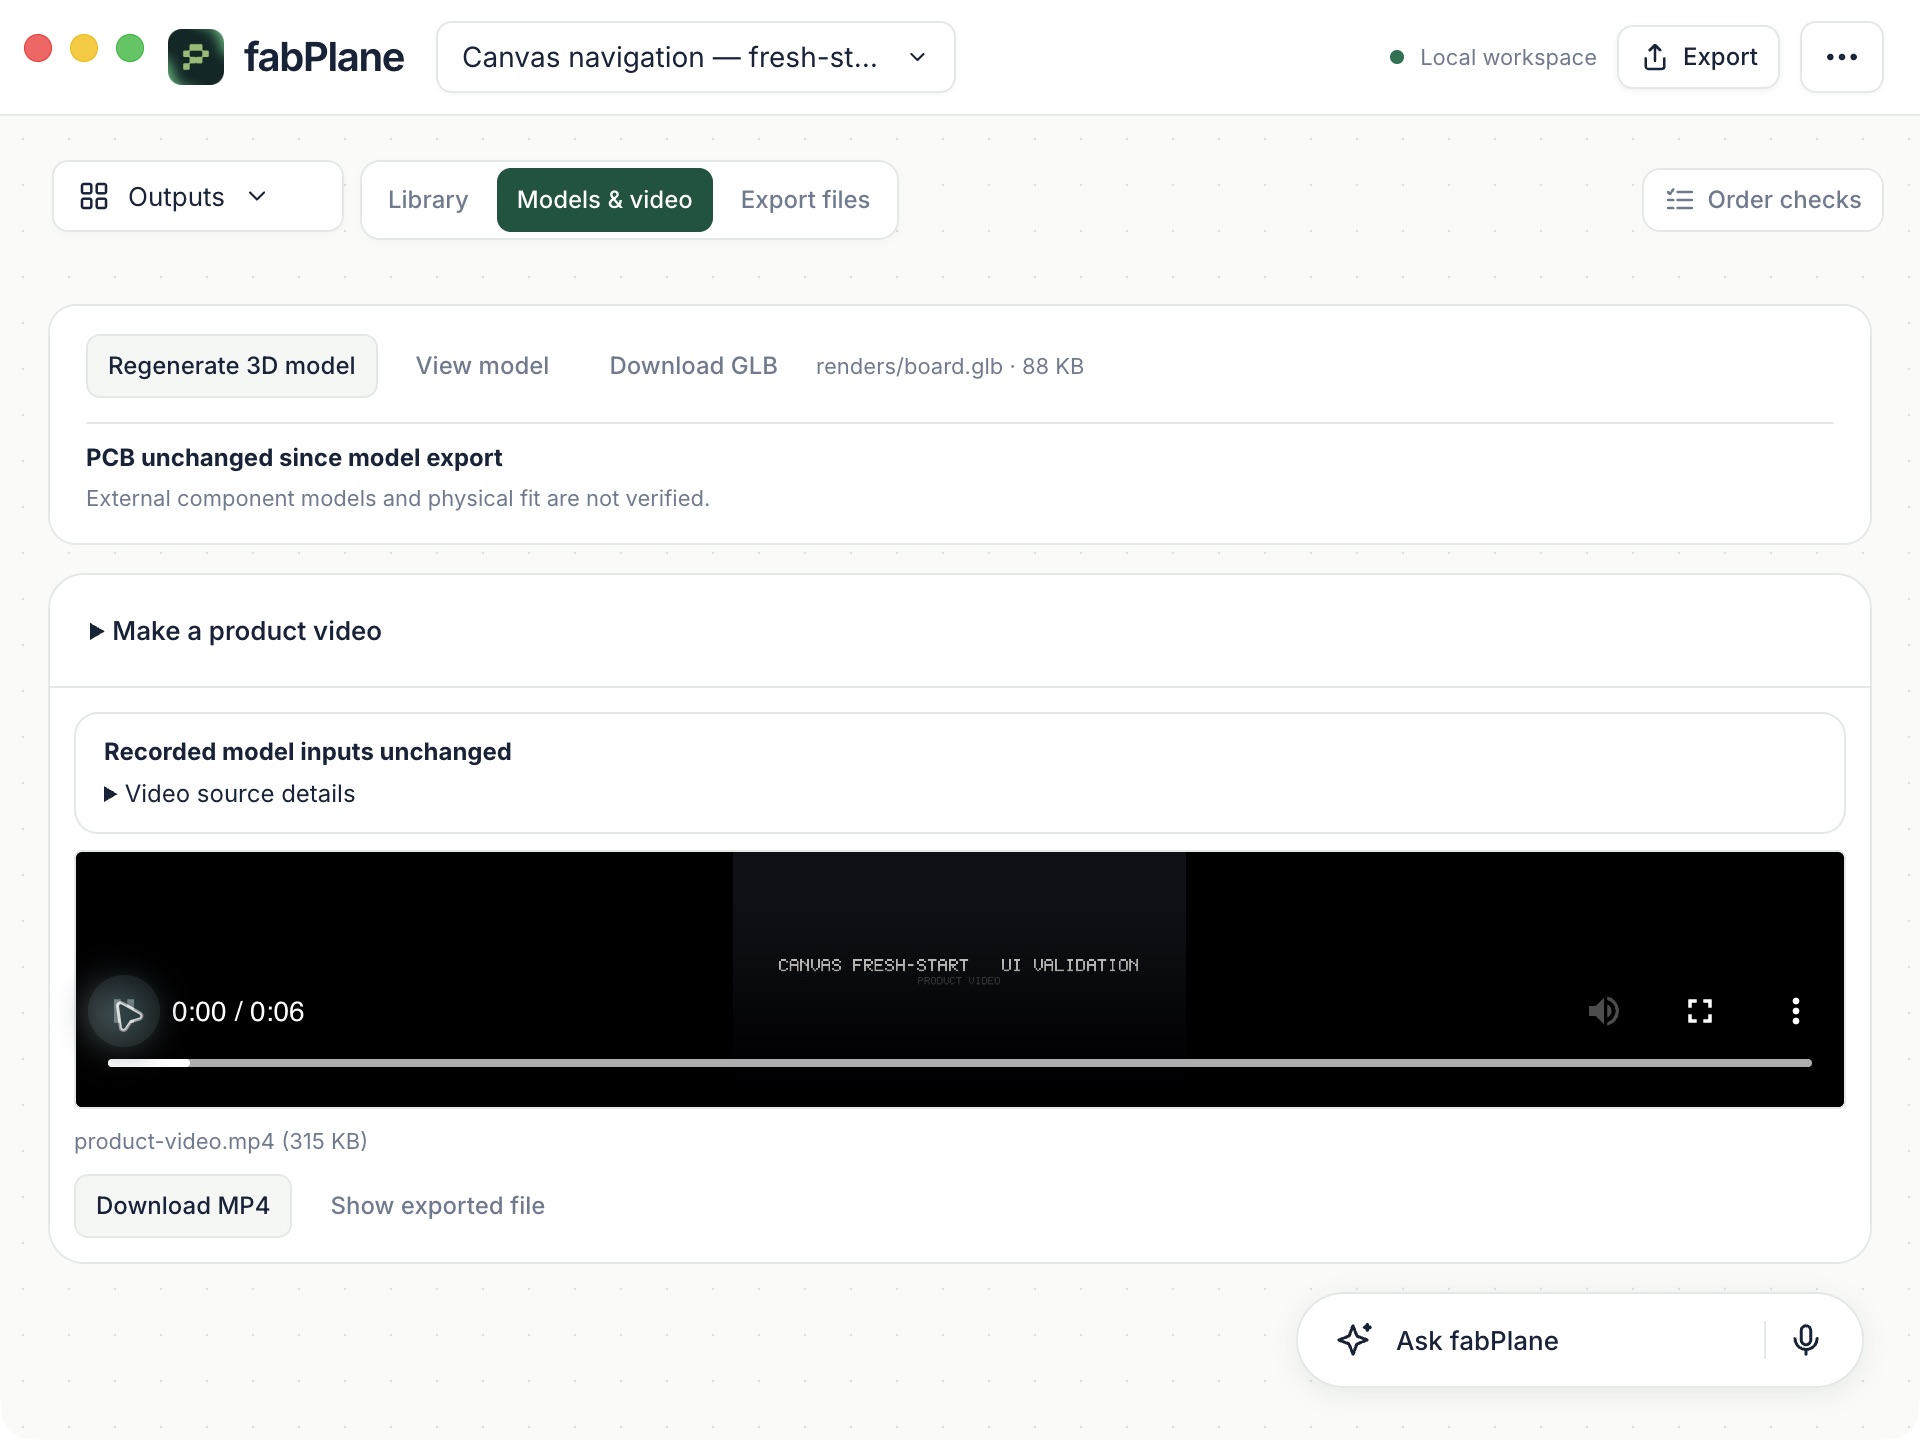 fabPlane
Canvas navigation — fresh-st...
Local workspace
Export
Outputs
Library
Models & video
Export files
Order checks
Regenerate 3D model
View model
Download GLB
renders/board.glb · 88 KB
PCB unchanged since model export
External component models and physical fit are not verified.
Make a product video
Recorded model inputs unchanged
Video source details
CANVAS FRESH-START UI VALIDATION
PRODUCT VIDEO
0:00 / 0:06
product-video.mp4 (315 KB)
Download MP4
Show exported file
Ask fabPlane